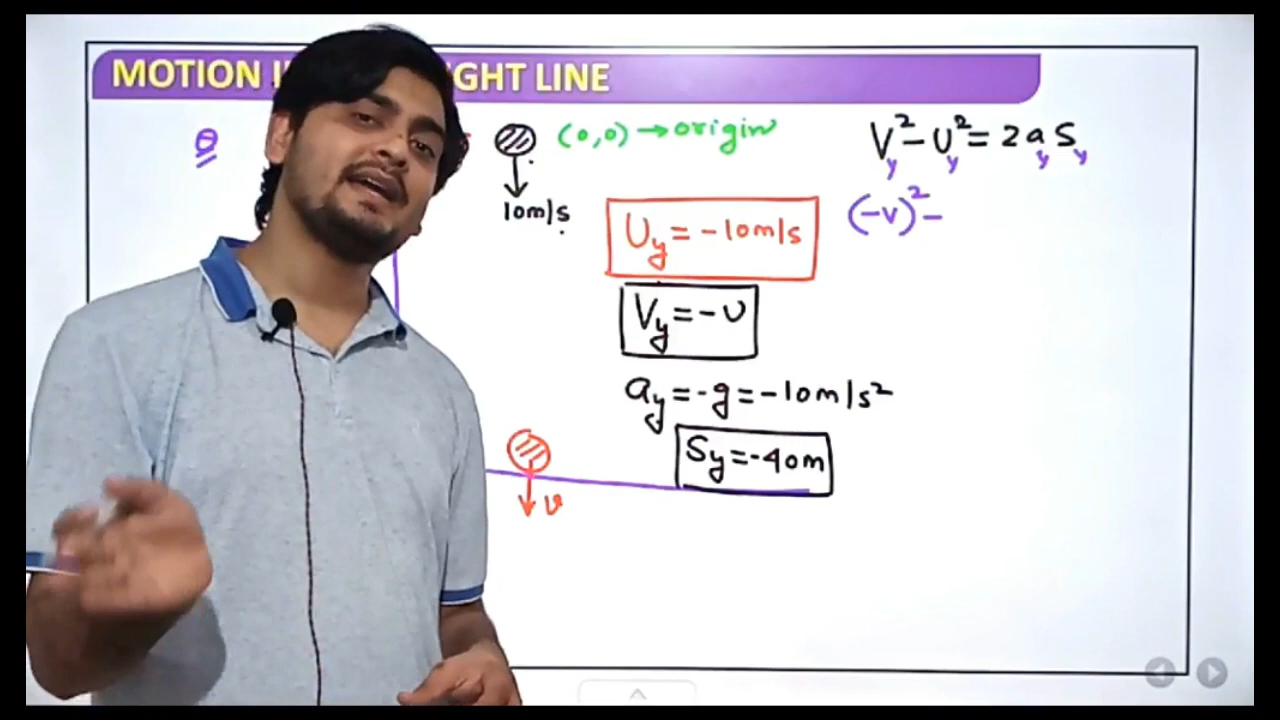 MOTION I GHT LINE
(0,0) → origin
10m/s
U_y = -10m/s
V_y = -υ
a_y = -g = -10m/s²
S_y = -40m
v
V_y² - U_y² = 2a_y S_y
(-v)² -